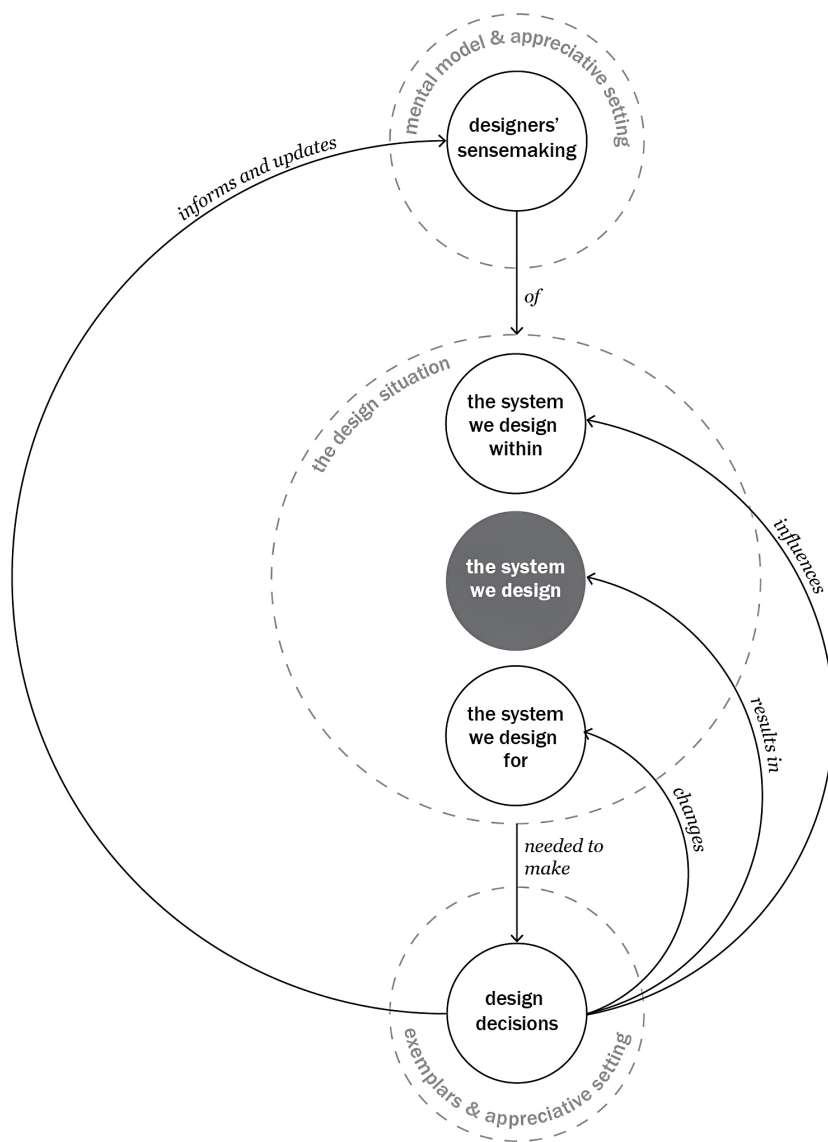 mental model & appreciative setting
designers’
sensemaking
informs and updates
of
the design situation
the system
we design
within
influences
the system
we design
results in
the system
we design
for
changes
needed to
make
design
decisions
exemplars & appreciative setting